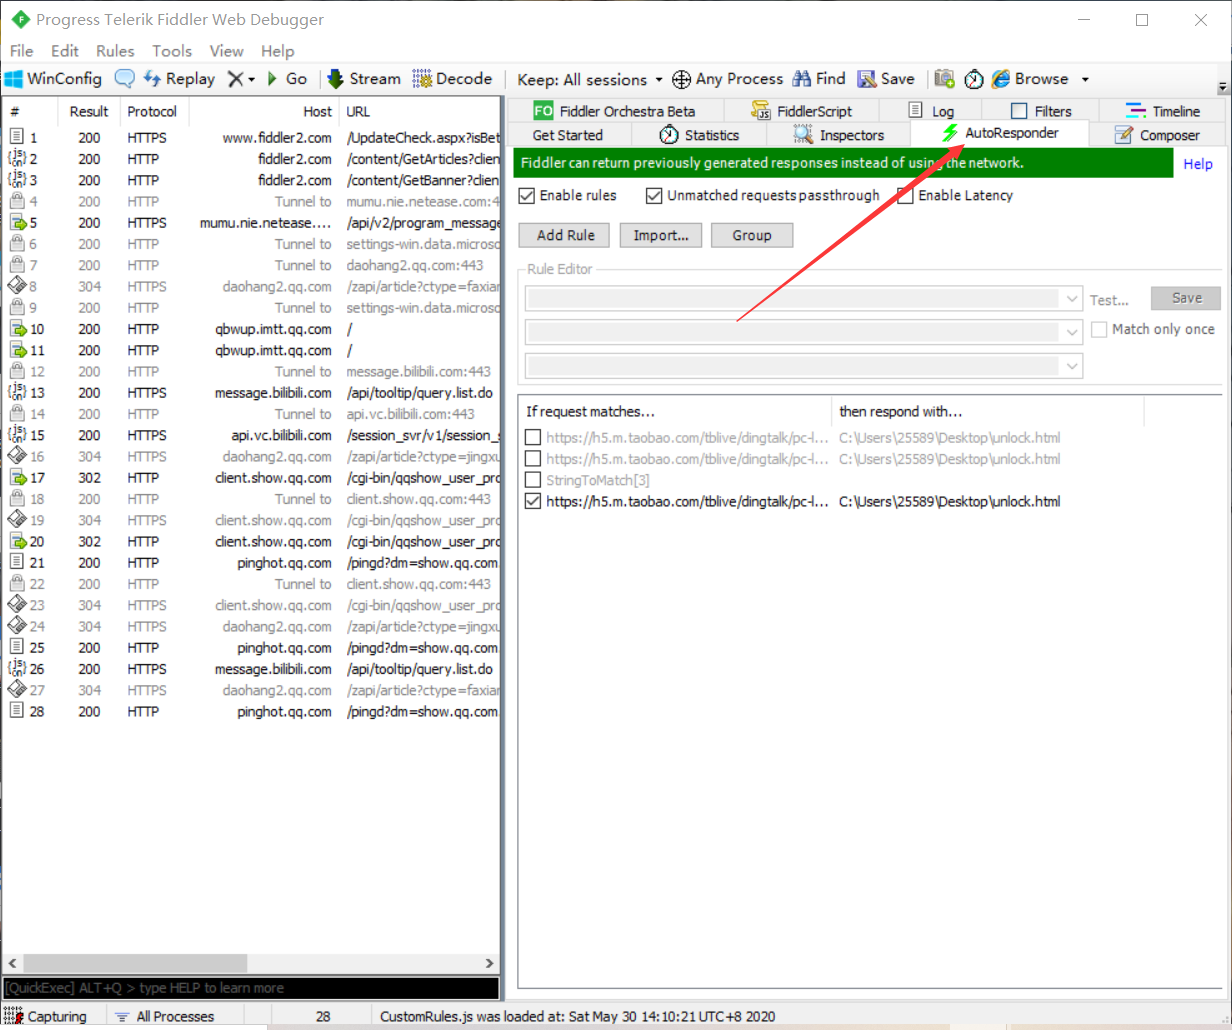 Progress Telerik Fiddler Web Debugger
File Edit Rules Tools View Help
WinConfig Replay Go Stream Decode Keep: All sessions Any Process Find Save Browse
# Result Protocol Host URL
1 200 HTTPS www.fiddler2.com /UpdateCheck.aspx?isBet
2 200 HTTPS fiddler2.com /content/GetArticles?clien
3 200 HTTPS fiddler2.com /content/GetBanner?clien
4 200 HTTP Tunnel to mumu.nie.netease.com:4
5 200 HTTPS mumu.nie.netease.... /api/v2/program_message
6 200 HTTP Tunnel to settings-win.data.microso
7 200 HTTP Tunnel to daohang2.qq.com:443
8 304 HTTPS daohang2.qq.com /zapi/article?ctype=faxian
9 200 HTTP Tunnel to settings-win.data.microso
10 200 HTTP qbwup.imtt.qq.com /
11 200 HTTP qbwup.imtt.qq.com /
12 200 HTTP Tunnel to message.bilibili.com:443
13 200 HTTPS message.bilibili.com /api/tooltip/query.list.do
14 200 HTTP Tunnel to api.vc.bilibili.com:443
15 200 HTTPS api.vc.bilibili.com /session_svr/v1/session_s
16 304 HTTPS daohang2.qq.com /zapi/article?ctype=jingxu
17 302 HTTP client.show.qq.com /cgi-bin/qqshow_user_pro
18 200 HTTP Tunnel to client.show.qq.com:443
19 304 HTTPS client.show.qq.com /cgi-bin/qqshow_user_pro
20 302 HTTP client.show.qq.com /cgi-bin/qqshow_user_pro
21 200 HTTP pinghot.qq.com /pingd?dm=show.qq.com
22 200 HTTP Tunnel to client.show.qq.com:443
23 304 HTTPS client.show.qq.com /cgi-bin/qqshow_user_pro
24 304 HTTPS daohang2.qq.com /zapi/article?ctype=jingxu
25 200 HTTP pinghot.qq.com /pingd?dm=show.qq.com
26 200 HTTPS message.bilibili.com /api/tooltip/query.list.do
27 304 HTTPS daohang2.qq.com /zapi/article?ctype=faxian
28 200 HTTP pinghot.qq.com /pingd?dm=show.qq.com
[QuickExec] ALT+Q > type HELP to learn more
FO Fiddler Orchestra Beta FiddlerScript Log Filters Timeline
Get Started Statistics Inspectors AutoResponder Composer
Fiddler can return previously generated responses instead of using the network. Help
Enable rules Unmatched requests passthrough Enable Latency
Add Rule Import... Group
Rule Editor
Test... Save
Match only once
If request matches... then respond with...
https://h5.m.taobao.com/tblive/dingtalk/pc-l... C:\Users\25589\Desktop\unlock.html
https://h5.m.taobao.com/tblive/dingtalk/pc-l... C:\Users\25589\Desktop\unlock.html
StringToMatch[3]
https://h5.m.taobao.com/tblive/dingtalk/pc-l... C:\Users\25589\Desktop\unlock.html
Capturing All Processes 28 CustomRules.js was loaded at: Sat May 30 14:10:21 UTC+8 2020